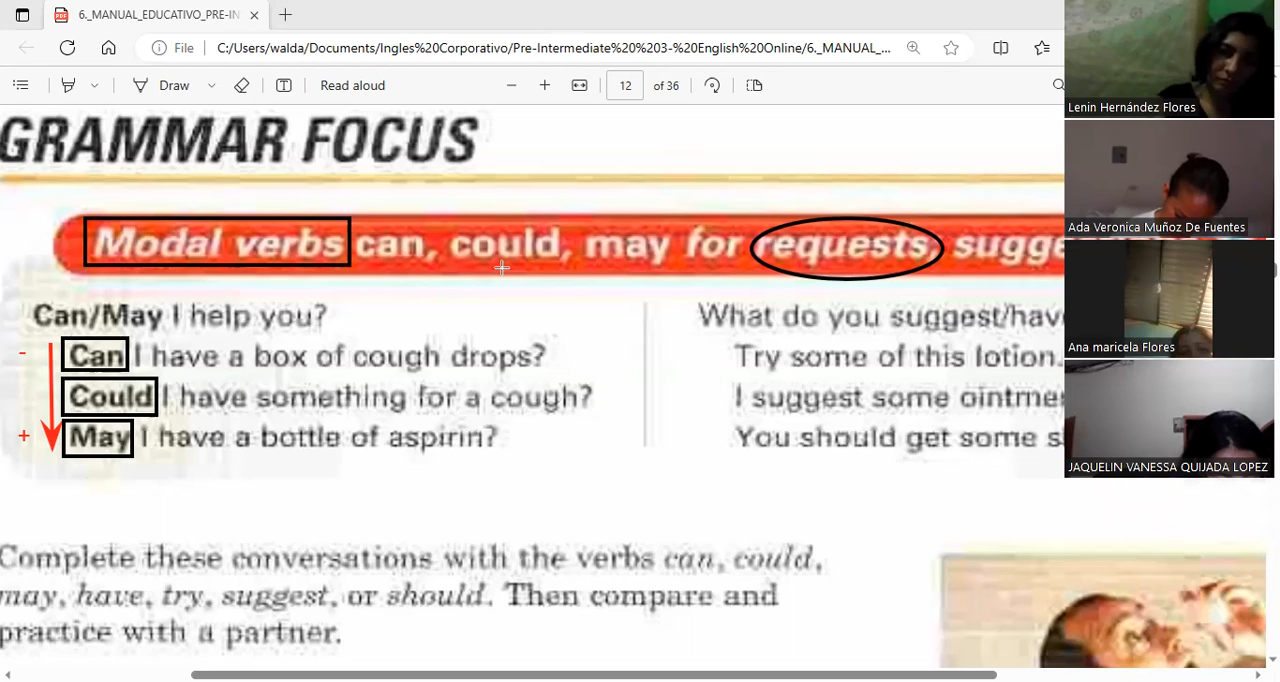 6._MANUAL_EDUCATIVO_PRE-IN
File
C:/Users/walda/Documents/Ingles%20Corporativo/Pre-Intermediate%20%203-%20English%20Online/6._MANUAL_...
Draw
Read aloud
12
of 36
GRAMMAR FOCUS
Modal verbs can, could, may for requests, sugge
Can/May I help you?
- Can I have a box of cough drops?
Could I have something for a cough?
+ May I have a bottle of aspirin?
What do you suggest/hav
Try some of this lotion.
I suggest some ointme
You should get some s
Complete these conversations with the verbs can, could,
may, have, try, suggest, or should. Then compare and
practice with a partner.
Lenin Hernández Flores
Ada Veronica Muñoz De Fuentes
Ana maricela Flores
JAQUELIN VANESSA QUIJADA LOPEZ